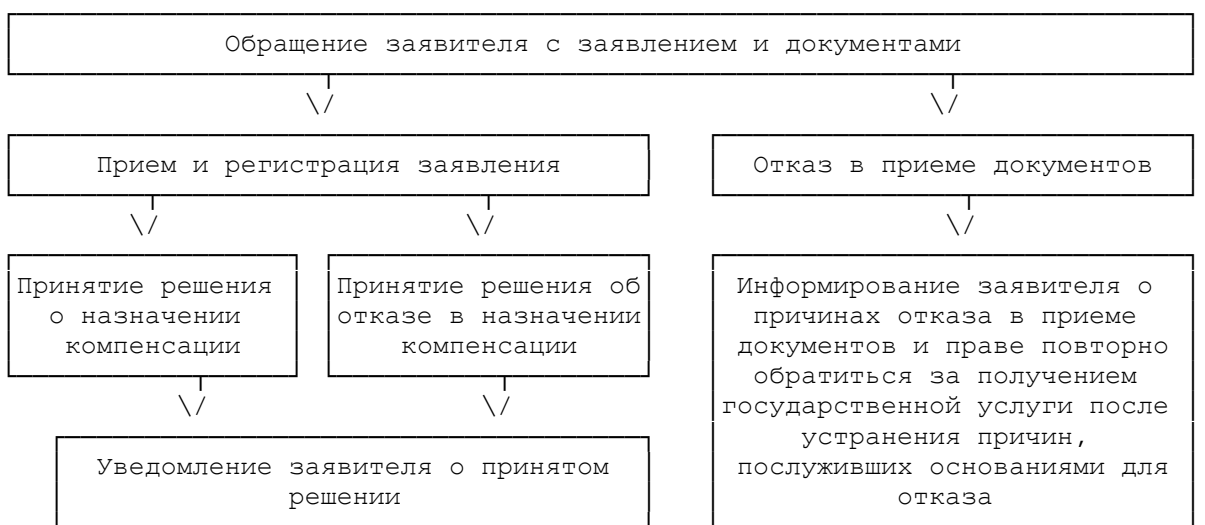 Обращение заявителя с заявлением и документами
Прием и регистрация заявления
Отказ в приеме документов
Принятие решения
о назначении
компенсации
Принятие решения об
отказе в назначении
компенсации
Информирование заявителя о
причинах отказа в приеме
документов и праве повторно
обратиться за получением
государственной услуги после
устранения причин,
послуживших основаниями для
отказа
Уведомление заявителя о принятом
решении